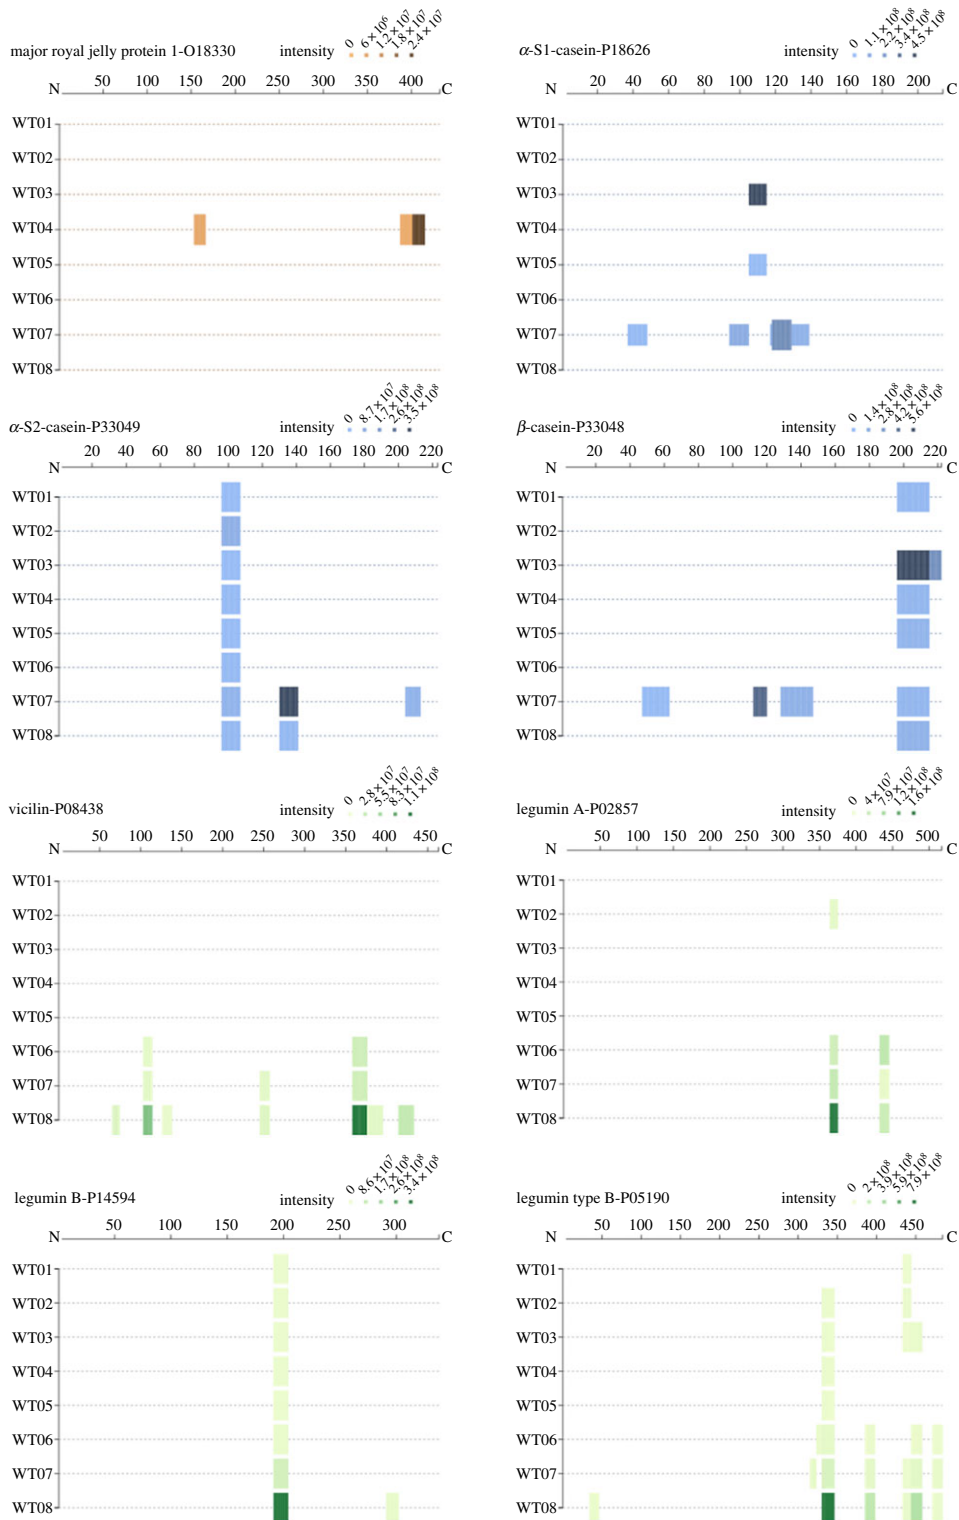 major royal jelly protein 1-O18330
intensity 0 6×10⁶ 1.2×10⁷ 1.8×10⁷ 2.4×10⁷
50 100 150 200 250 300 350 400
N C
WT01
WT02
WT03
WT04
WT05
WT06
WT07
WT08
α-S1-casein-P18626
intensity 0 1.1×10⁸ 2.2×10⁸ 3.4×10⁸ 4.5×10⁸
20 40 60 80 100 120 140 160 180 200
N C
WT01
WT02
WT03
WT04
WT05
WT06
WT07
WT08
α-S2-casein-P33049
intensity 0 8.7×10⁷ 1.7×10⁸ 2.6×10⁸ 3.5×10⁸
20 40 60 80 100 120 140 160 180 200 220
N C
WT01
WT02
WT03
WT04
WT05
WT06
WT07
WT08
β-casein-P33048
intensity 0 1.4×10⁸ 2.8×10⁸ 4.2×10⁸ 5.6×10⁸
20 40 60 80 100 120 140 160 180 200 220
N C
WT01
WT02
WT03
WT04
WT05
WT06
WT07
WT08
vicilin-P08438
intensity 0 2.8×10⁷ 5.5×10⁷ 8.3×10⁷ 1.1×10⁸
50 100 150 200 250 300 350 400 450
N C
WT01
WT02
WT03
WT04
WT05
WT06
WT07
WT08
legumin A-P02857
intensity 0 4×10⁷ 7.9×10⁷ 1.2×10⁸ 1.6×10⁸
50 100 150 200 250 300 350 400 450 500
N C
WT01
WT02
WT03
WT04
WT05
WT06
WT07
WT08
legumin B-P14594
intensity 0 8.6×10⁷ 1.7×10⁸ 2.6×10⁸ 3.4×10⁸
50 100 150 200 250 300
N C
WT01
WT02
WT03
WT04
WT05
WT06
WT07
WT08
legumin type B-P05190
intensity 0 2×10⁸ 3.9×10⁸ 5.9×10⁸ 7.9×10⁸
50 100 150 200 250 300 350 400 450
N C
WT01
WT02
WT03
WT04
WT05
WT06
WT07
WT08